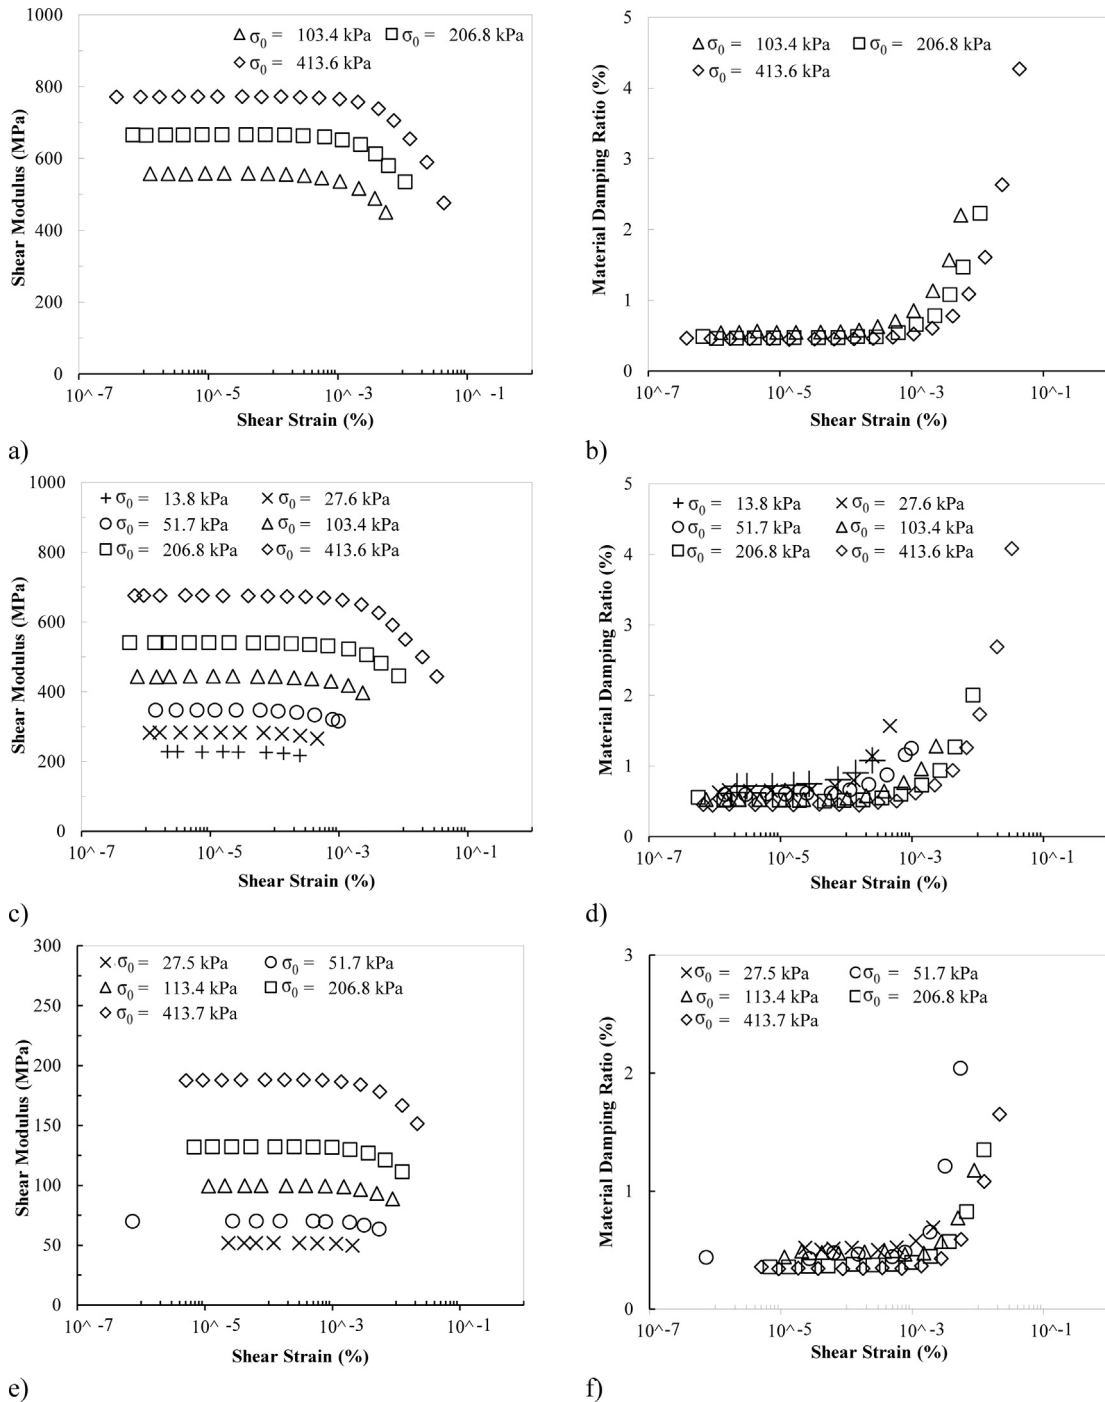 1000
800
600
400
200
0
Shear Modulus (MPa)
σ0 = 103.4 kPa σ0 = 206.8 kPa
σ0 = 413.6 kPa
10^ -7 10^ -5 10^ -3 10^ -1
Shear Strain (%)
a)
5
4
3
2
1
0
Material Damping Ratio (%)
σ0 = 103.4 kPa σ0 = 206.8 kPa
σ0 = 413.6 kPa
10^ -7 10^ -5 10^ -3 10^ -1
Shear Strain (%)
b)
1000
800
600
400
200
0
Shear Modulus (MPa)
σ0 = 13.8 kPa σ0 = 27.6 kPa
σ0 = 51.7 kPa σ0 = 103.4 kPa
σ0 = 206.8 kPa σ0 = 413.6 kPa
10^ -7 10^ -5 10^ -3 10^ -1
Shear Strain (%)
c)
5
4
3
2
1
0
Material Damping Ratio (%)
σ0 = 13.8 kPa σ0 = 27.6 kPa
σ0 = 51.7 kPa σ0 = 103.4 kPa
σ0 = 206.8 kPa σ0 = 413.6 kPa
10^ -7 10^ -5 10^ -3 10^ -1
Shear Strain (%)
d)
300
250
200
150
100
50
0
Shear Modulus (MPa)
σ0 = 27.5 kPa σ0 = 51.7 kPa
σ0 = 113.4 kPa σ0 = 206.8 kPa
σ0 = 413.7 kPa
10^ -7 10^ -5 10^ -3 10^ -1
Shear Strain (%)
e)
3
2
1
0
Material Damping Ratio (%)
σ0 = 27.5 kPa σ0 = 51.7 kPa
σ0 = 113.4 kPa σ0 = 206.8 kPa
σ0 = 413.7 kPa
10^ -7 10^ -5 10^ -3 10^ -1
Shear Strain (%)
f)